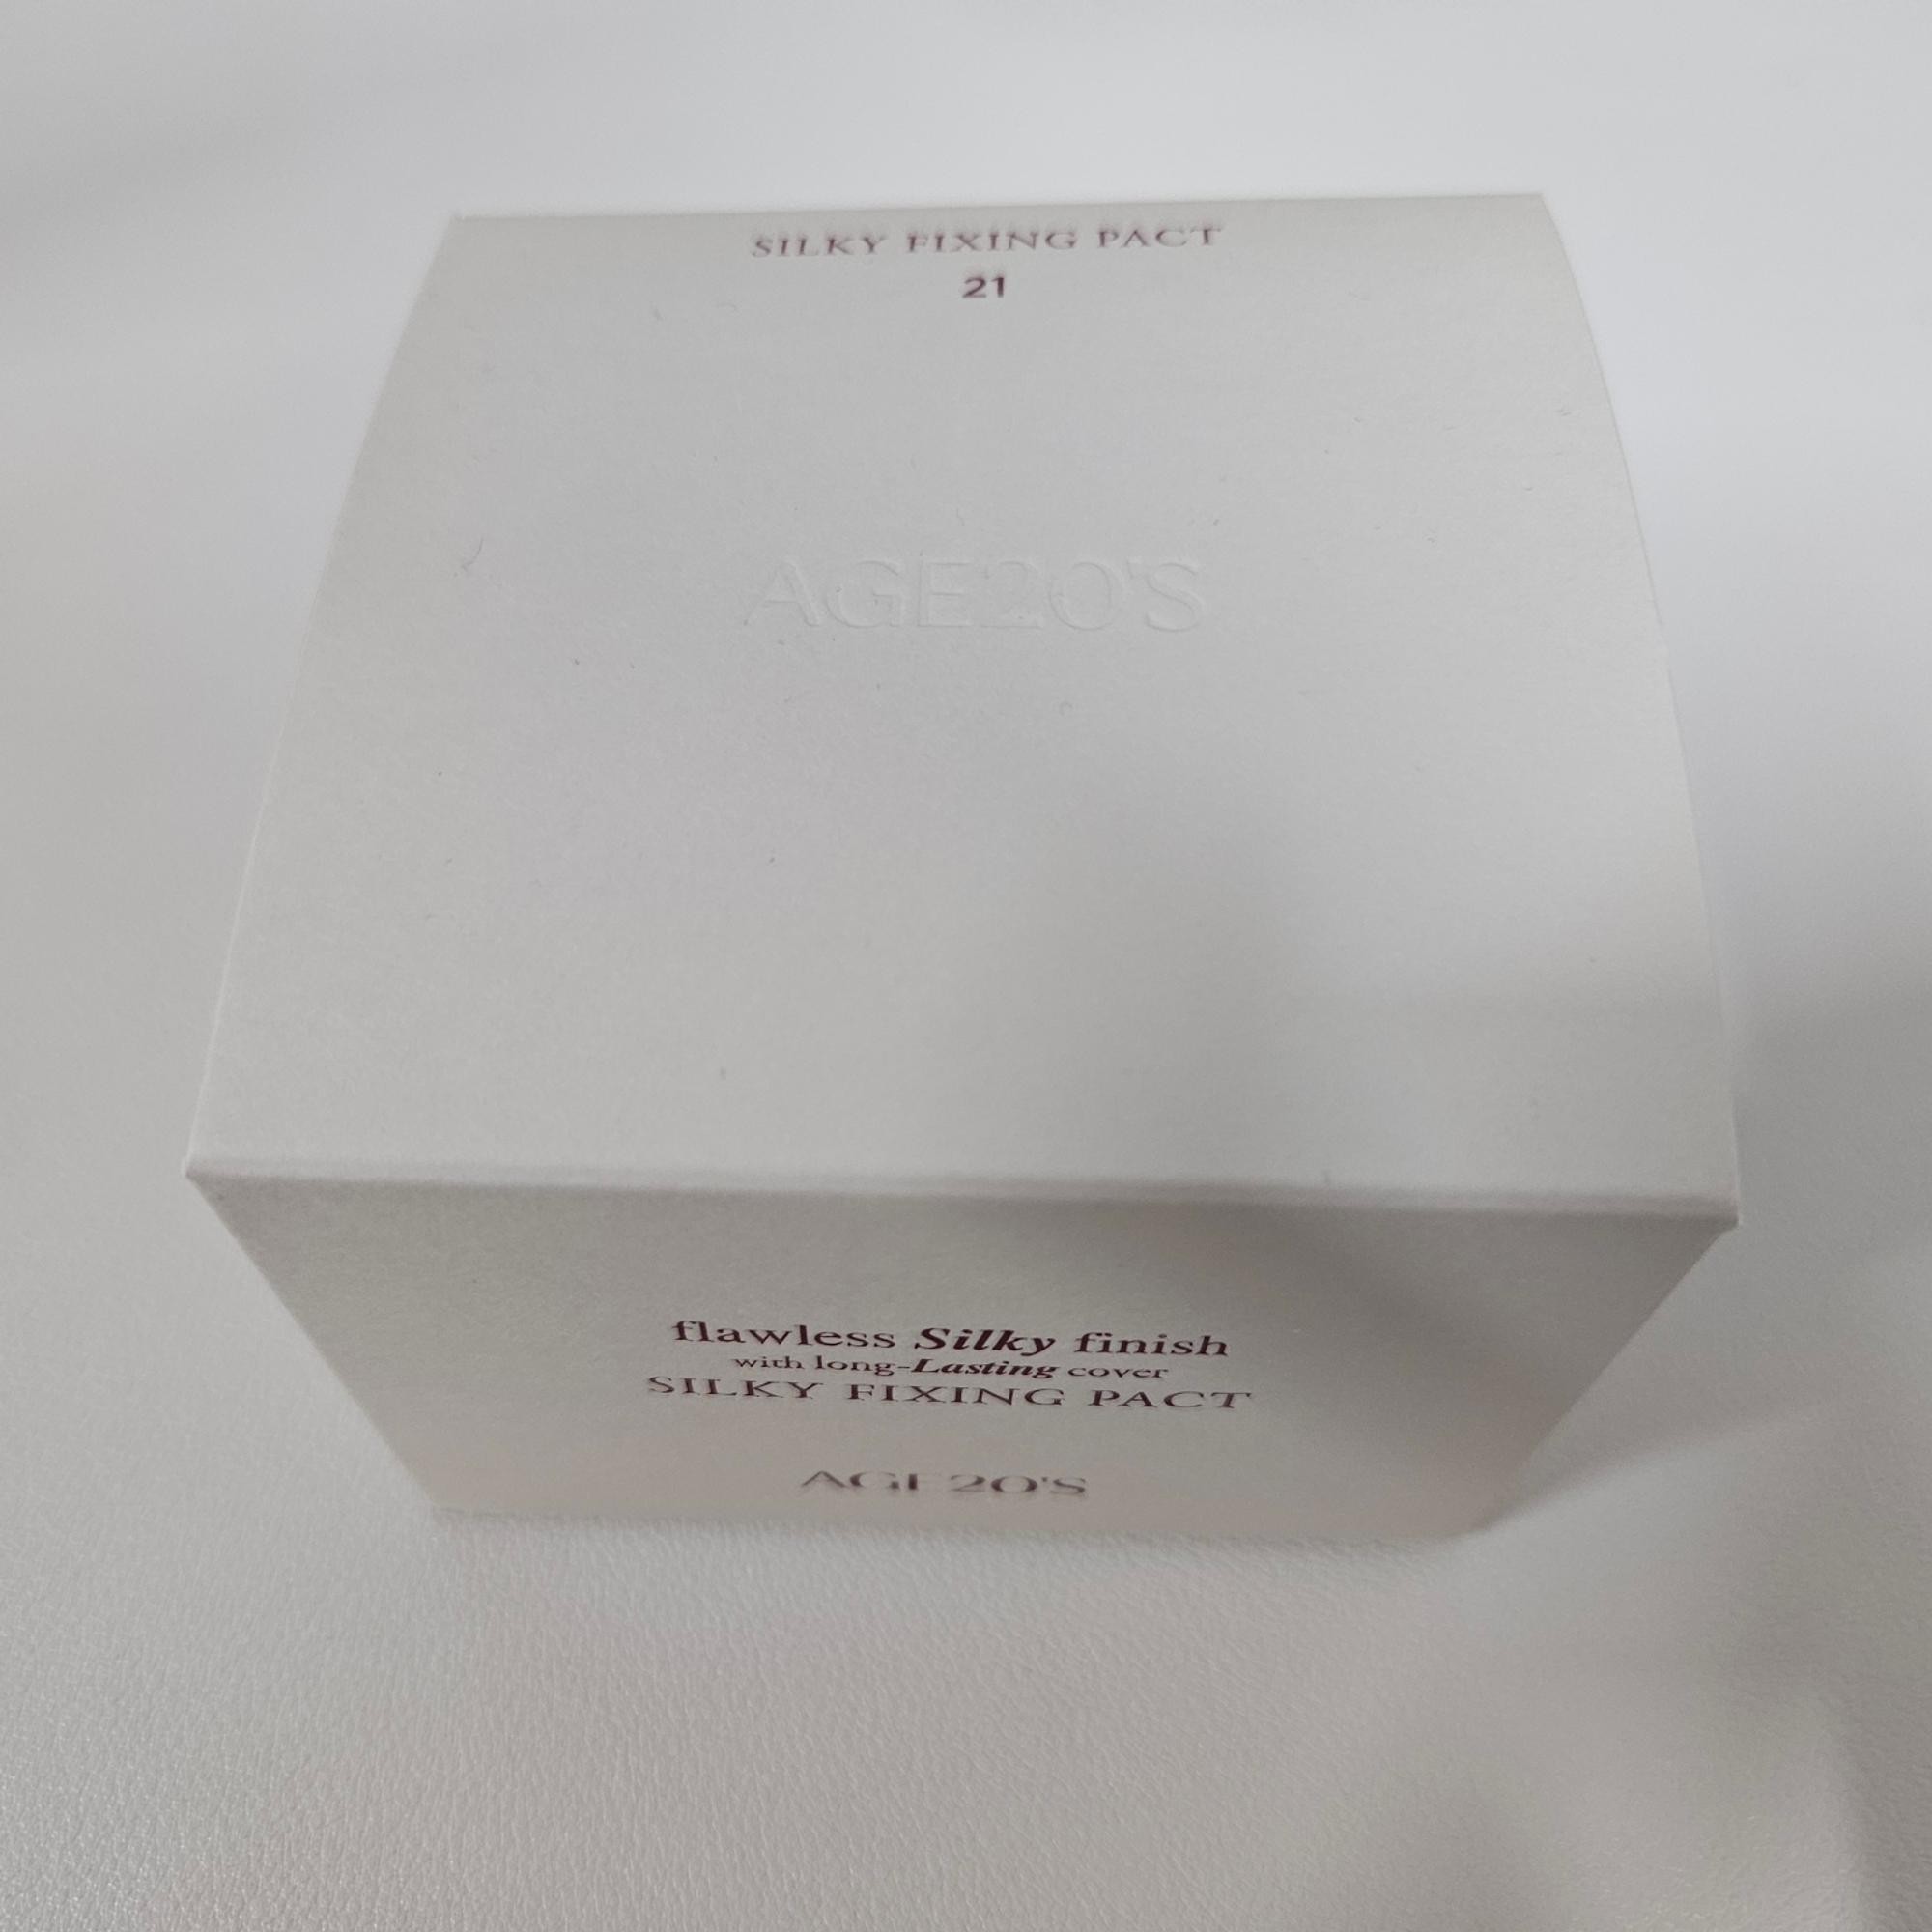 SILKY FIXING PACT
21
AGE20'S
flawless Silky finish
with long-Lasting cover
SILKY FIXING PACT
AGE20'S